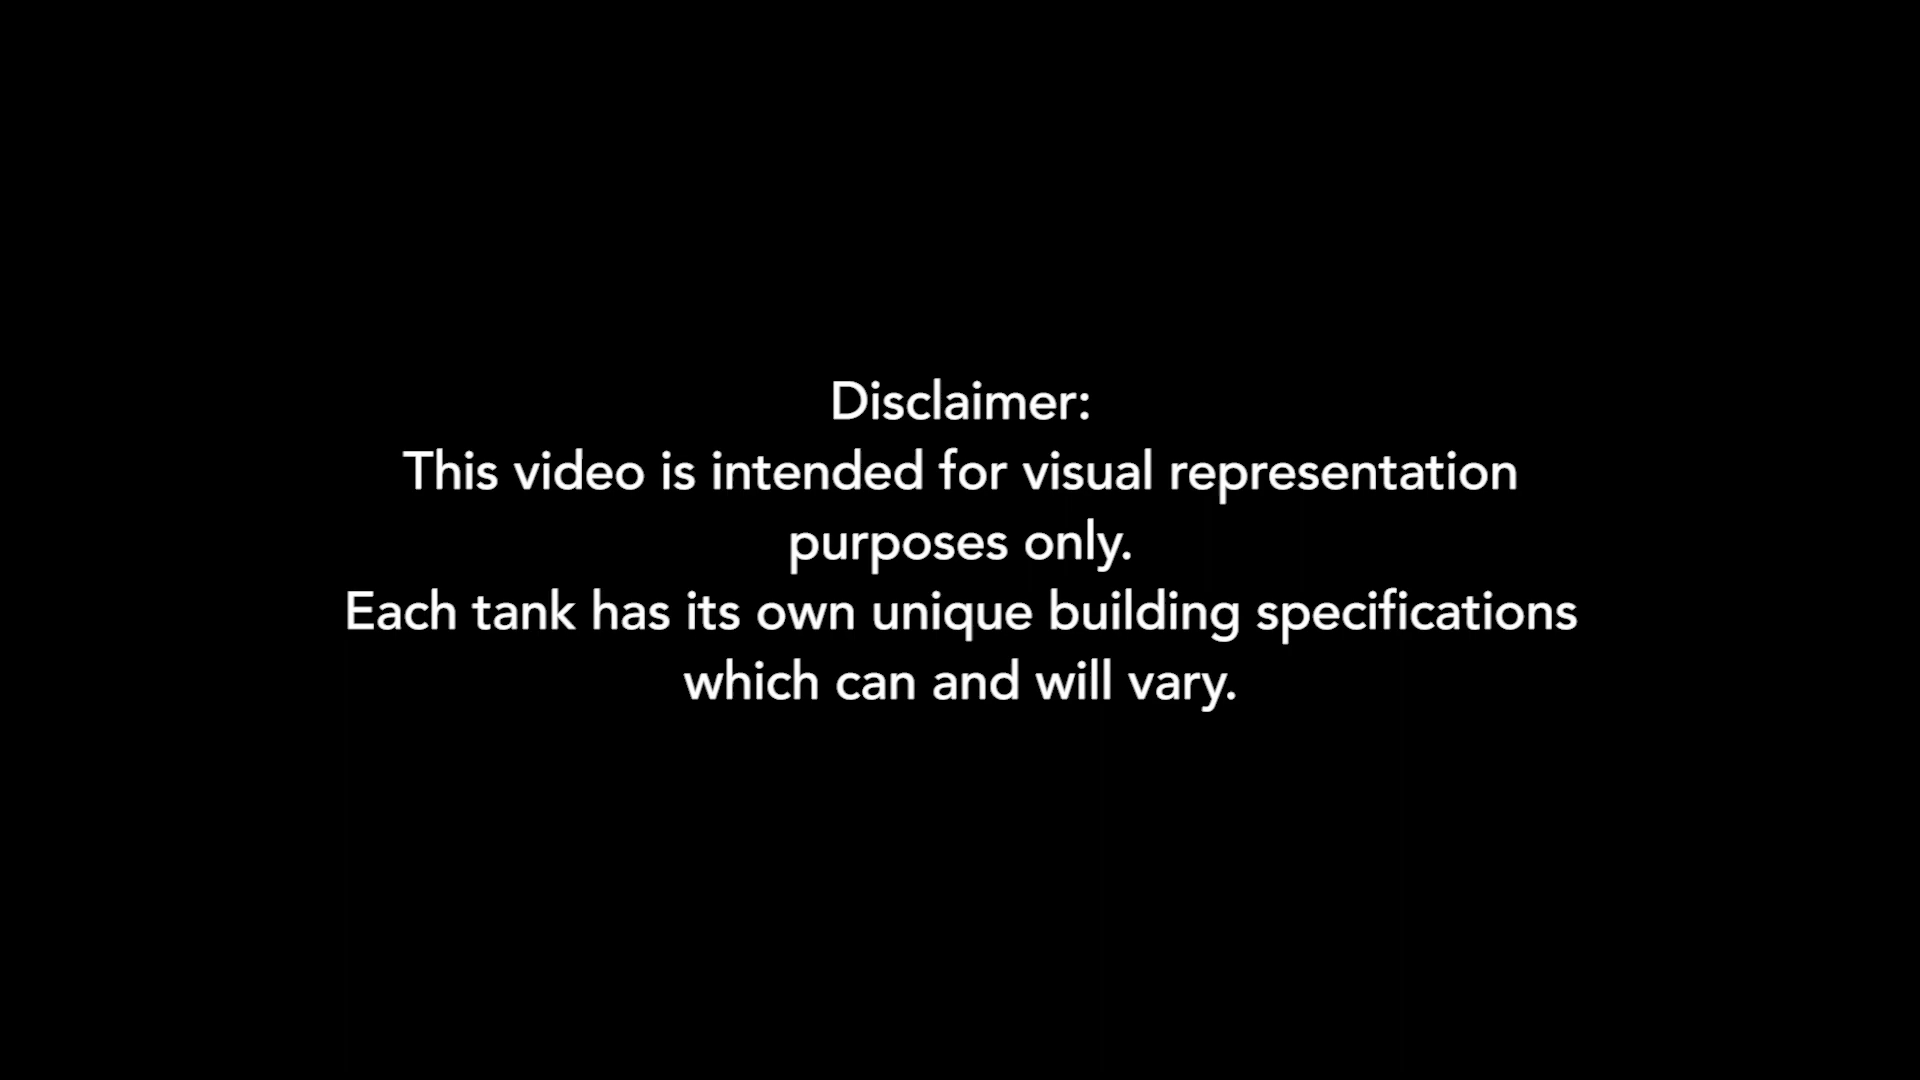 Disclaimer:
This video is intended for visual representation
purposes only.
Each tank has its own unique building specifications
which can and will vary.